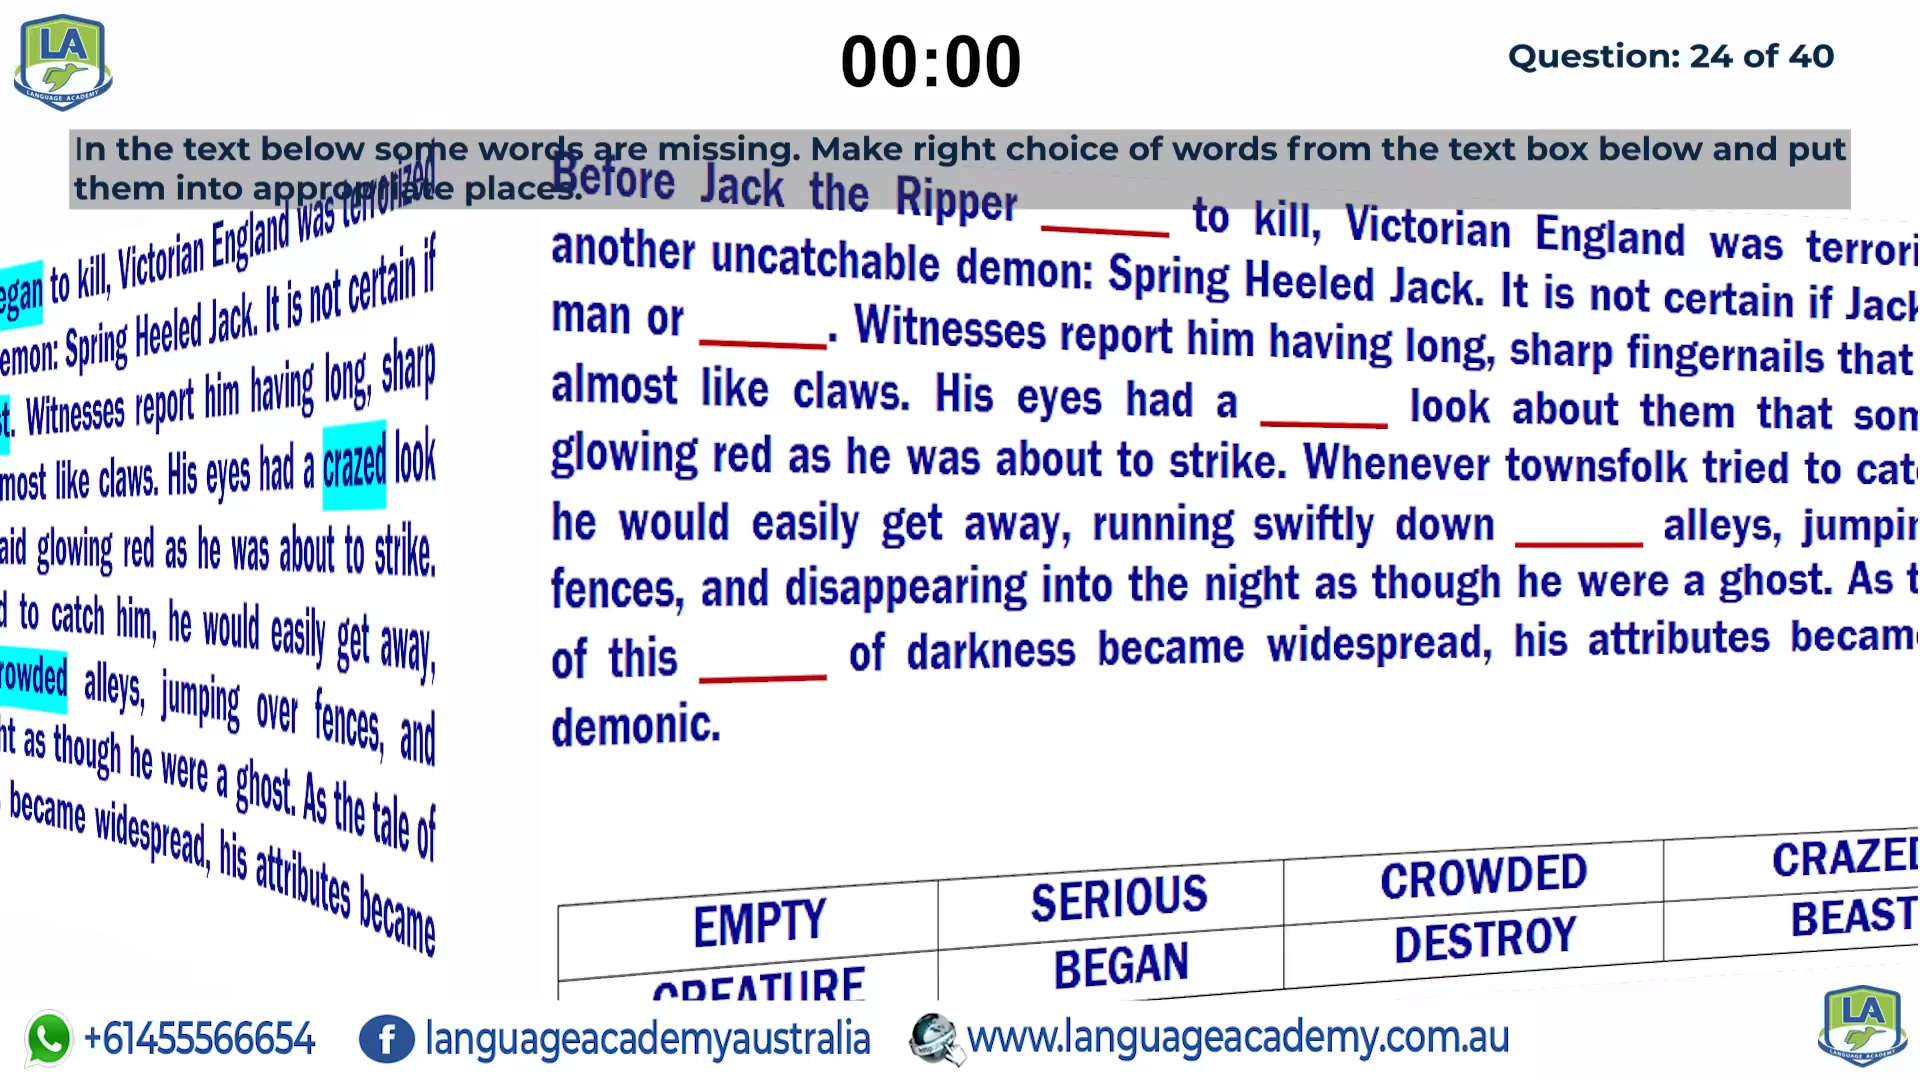 LA
LANGUAGE ACADEMY
00:00
Question: 24 of 40
In the text below some words are missing. Make right choice of words from the text box below and put
them into appropriate places.
terrorized
egan to kill, Victorian England was
emon: Spring Heeled Jack. It is not certain if
t. Witnesses report him having long, sharp
most like claws. His eyes had a crazed look
aid glowing red as he was about to strike.
d to catch him, he would easily get away,
rowded alleys, jumping over fences, and
ht as though he were a ghost. As the tale of
became widespread, his attributes became
Before Jack the Ripper ______ to kill, Victorian England was terrori
another uncatchable demon: Spring Heeled Jack. It is not certain if Jack
man or ______. Witnesses report him having long, sharp fingernails that
almost like claws. His eyes had a ______ look about them that som
glowing red as he was about to strike. Whenever townsfolk tried to cat
he would easily get away, running swiftly down ______ alleys, jumpin
fences, and disappearing into the night as though he were a ghost. As t
of this ______ of darkness became widespread, his attributes becam
demonic.
EMPTY SERIOUS CROWDED CRAZED
CREATURE BEGAN DESTROY BEAST
+61455566654 languageacademyaustralia www.languageacademy.com.au
LA
LANGUAGE ACADEMY